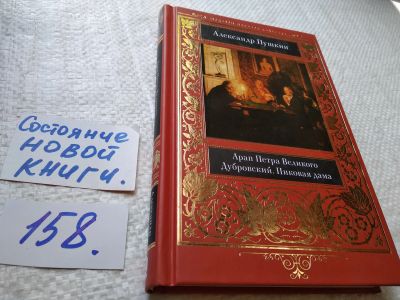 Александр Пушкин
Арап Петра Великого
Дубровский. Пиковая дама
Состояние
НОВОЙ
КНИГИ.
158.